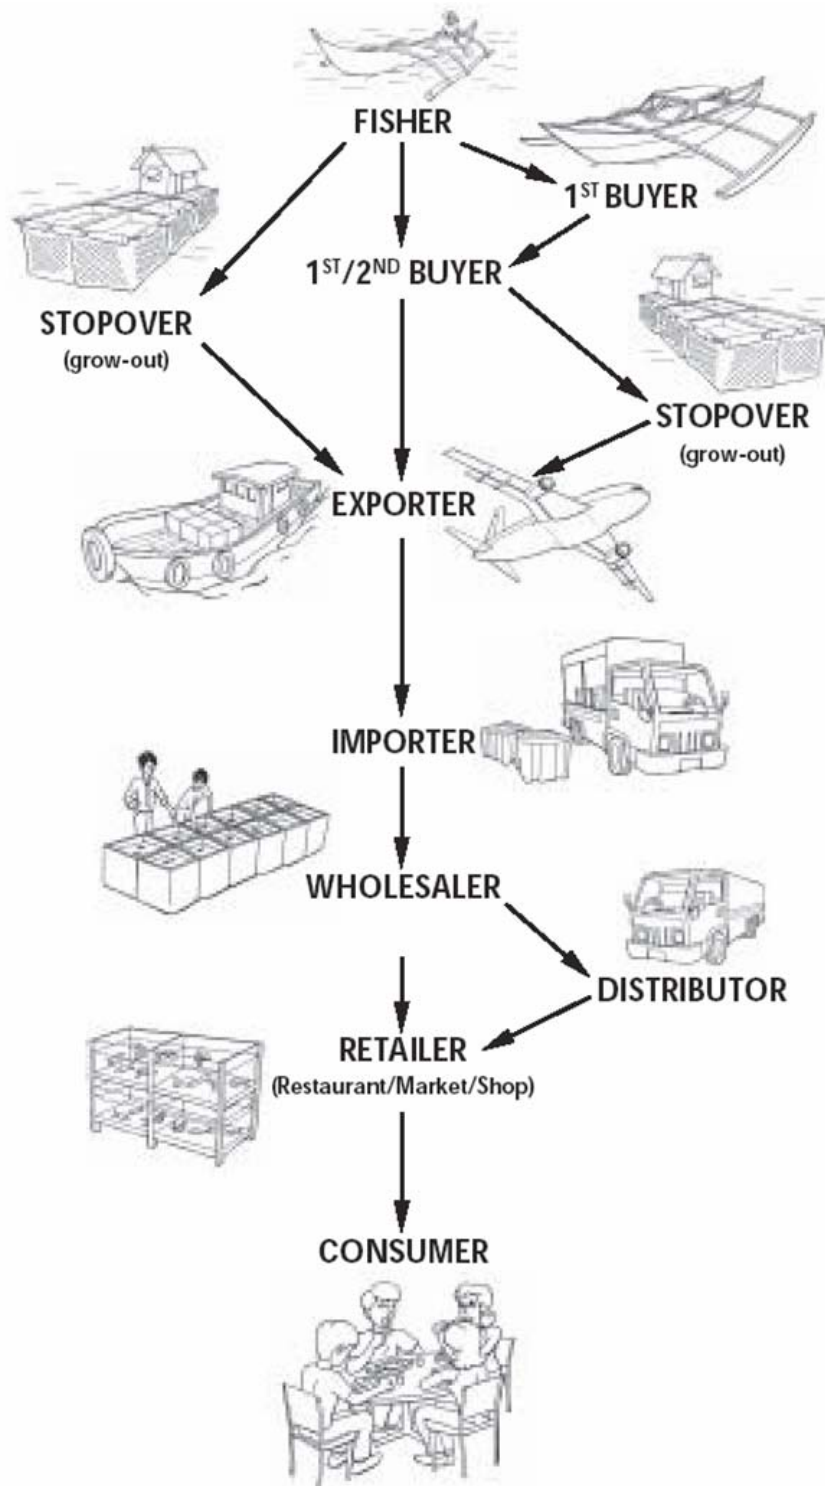 FISHER
1ST BUYER
1ST/2ND BUYER
STOPOVER
(grow-out)
STOPOVER
(grow-out)
EXPORTER
IMPORTER
WHOLESALER
DISTRIBUTOR
RETAILER
(Restaurant/Market/Shop)
CONSUMER